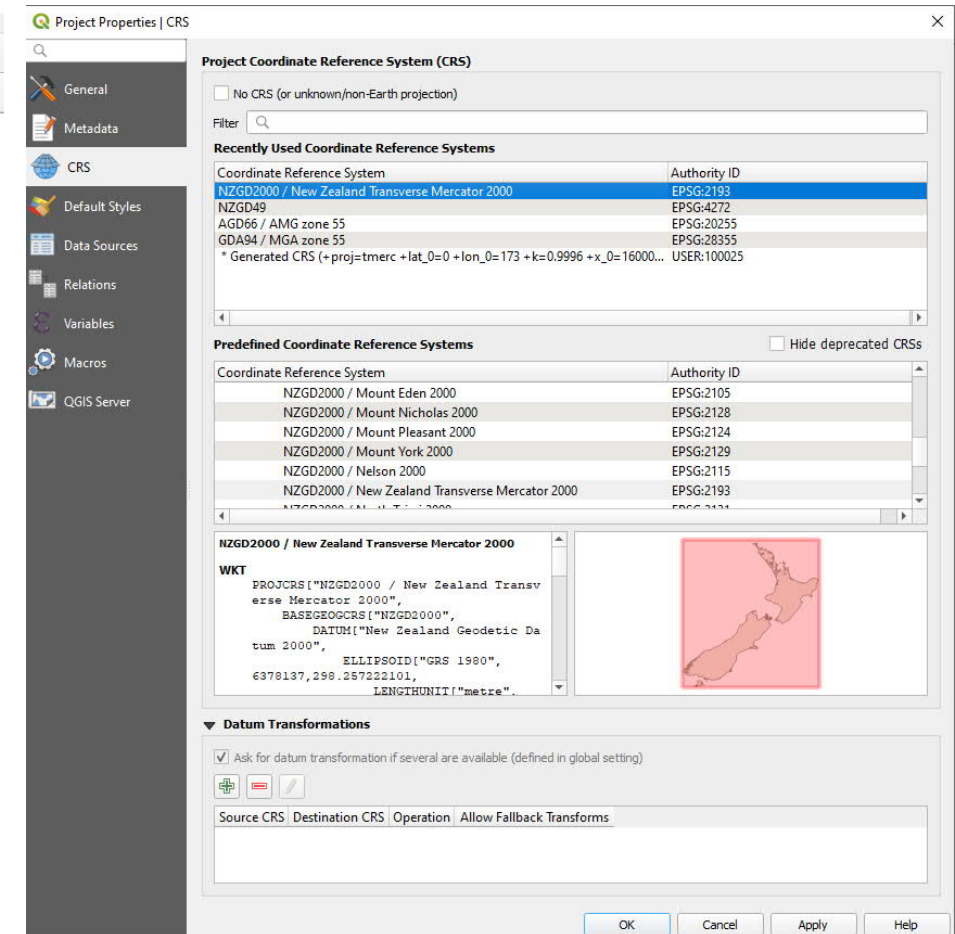 Project Properties | CRS
General
Metadata
CRS
Default Styles
Data Sources
Relations
Variables
Macros
QGIS Server
Project Coordinate Reference System (CRS)
No CRS (or unknown/non-Earth projection)
Filter
Recently Used Coordinate Reference Systems
Coordinate Reference System Authority ID
NZGD2000 / New Zealand Transverse Mercator 2000 EPSG:2193
NZGD49 EPSG:4272
AGD66 / AMG zone 55 EPSG:20255
GDA94 / MGA zone 55 EPSG:28355
* Generated CRS (+proj=tmerc +lat_0=0 +lon_0=173 +k=0.9996 +x_0=16000... USER:100025
Predefined Coordinate Reference Systems Hide deprecated CRSs
Coordinate Reference System Authority ID
NZGD2000 / Mount Eden 2000 EPSG:2105
NZGD2000 / Mount Nicholas 2000 EPSG:2128
NZGD2000 / Mount Pleasant 2000 EPSG:2124
NZGD2000 / Mount York 2000 EPSG:2129
NZGD2000 / Nelson 2000 EPSG:2115
NZGD2000 / New Zealand Transverse Mercator 2000 EPSG:2193
NZGD2000 / New Zealand Transverse Mercator 2000
WKT
PROJCRS["NZGD2000 / New Zealand Transv
erse Mercator 2000",
BASEGEOGCRS["NZGD2000",
DATUM["New Zealand Geodetic Da
tum 2000",
ELLIPSOID["GRS 1980",
6378137,298.257222101,
LENGTHUNIT["metre",
Datum Transformations
Ask for datum transformation if several are available (defined in global setting)
Source CRS Destination CRS Operation Allow Fallback Transforms
OK Cancel Apply Help